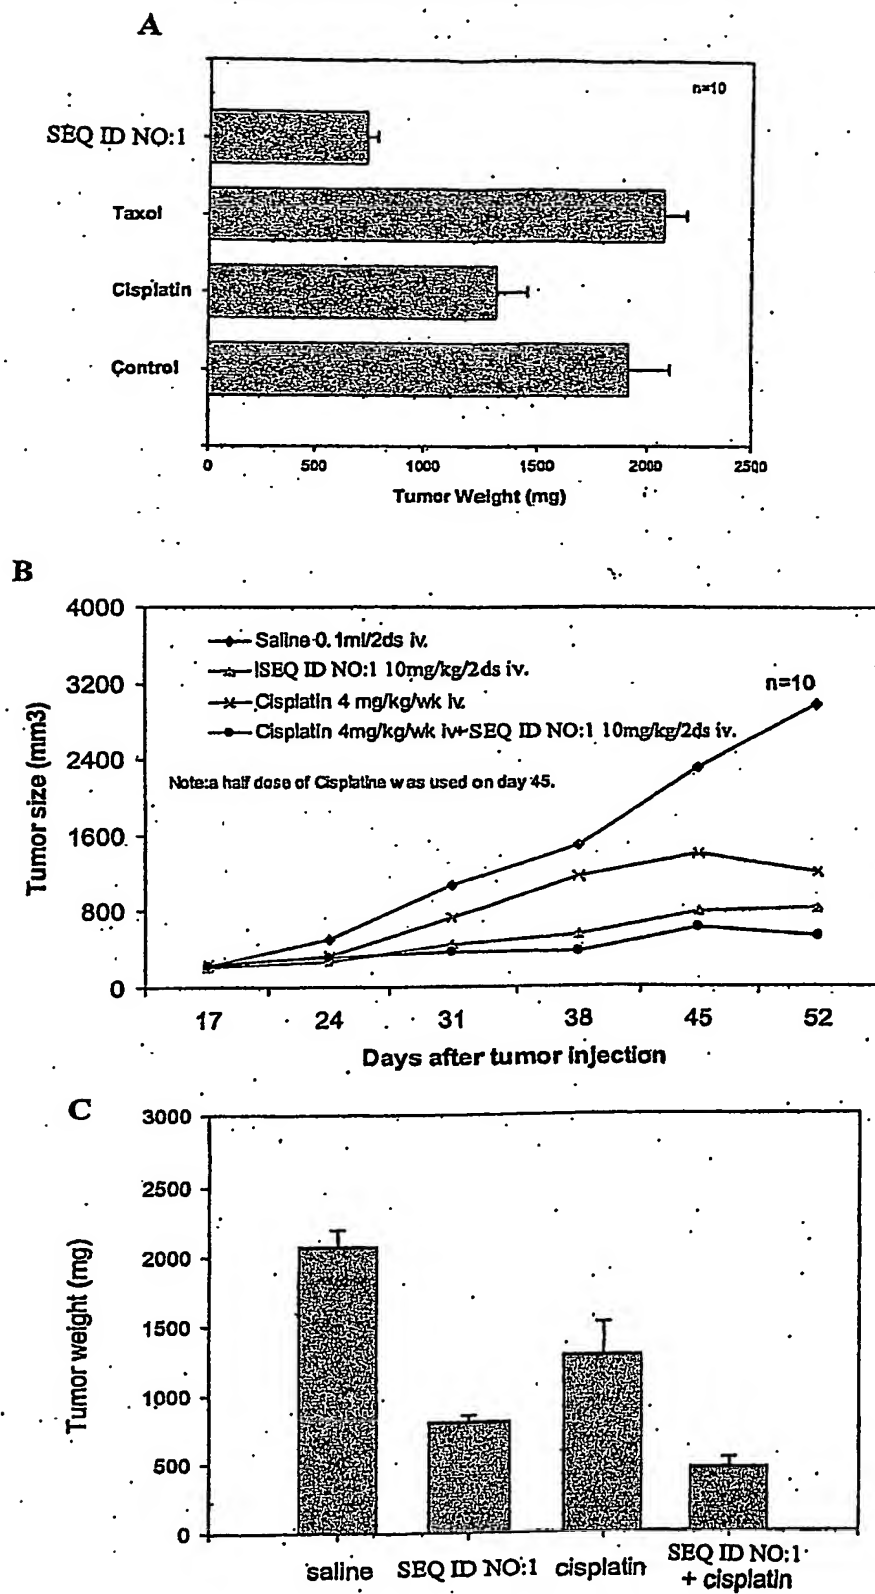 A
n=10
SEQ ID NO:1
Taxol
Cisplatin
Control
0 500 1000 1500 2000 2500
Tumor Weight (mg)
B
4000
3200
2400
1600
800
0
Tumor size (mm3)
Saline 0.1ml/2ds iv.
SEQ ID NO:1 10mg/kg/2ds iv.
Cisplatin 4 mg/kg/wk iv.
Cisplatin 4mg/kg/wk iv+SEQ ID NO:1 10mg/kg/2ds iv.
n=10
Note:a half dose of Cisplatine was used on day 45.
17 24 31 38 45 52
Days after tumor injection
C
3000
2500
2000
1500
1000
500
0
Tumor weight (mg)
saline SEQ ID NO:1 cisplatin SEQ ID NO:1
+ cisplatin